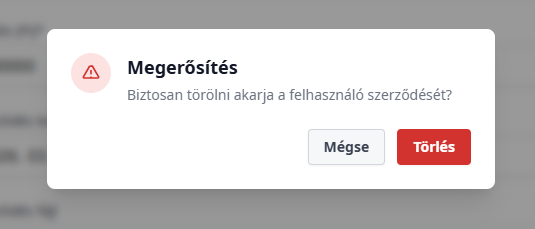 Megerősítés
Biztosan törölni akarja a felhasználó szerződését?
Mégse
Törlés